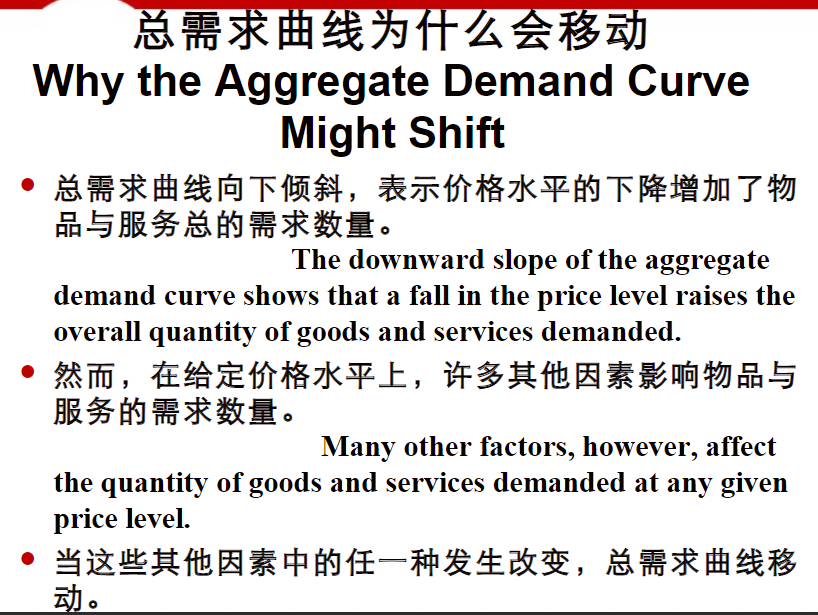 总需求曲线为什么会移动
Why the Aggregate Demand Curve
Might Shift
• 总需求曲线向下倾斜，表示价格水平的下降增加了物
品与服务总的需求数量。
The downward slope of the aggregate
demand curve shows that a fall in the price level raises the
overall quantity of goods and services demanded.
• 然而，在给定价格水平上，许多其他因素影响物品与
服务的需求数量。
Many other factors, however, affect
the quantity of goods and services demanded at any given
price level.
• 当这些其他因素中的任一种发生改变，总需求曲线移
动。